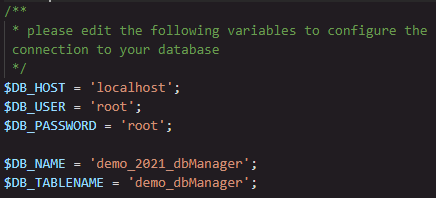 /**
 * please edit the following variables to configure the
 connection to your database
 */
$DB_HOST = 'localhost';
$DB_USER = 'root';
$DB_PASSWORD = 'root';

$DB_NAME = 'demo_2021_dbManager';
$DB_TABLENAME = 'demo_dbManager';